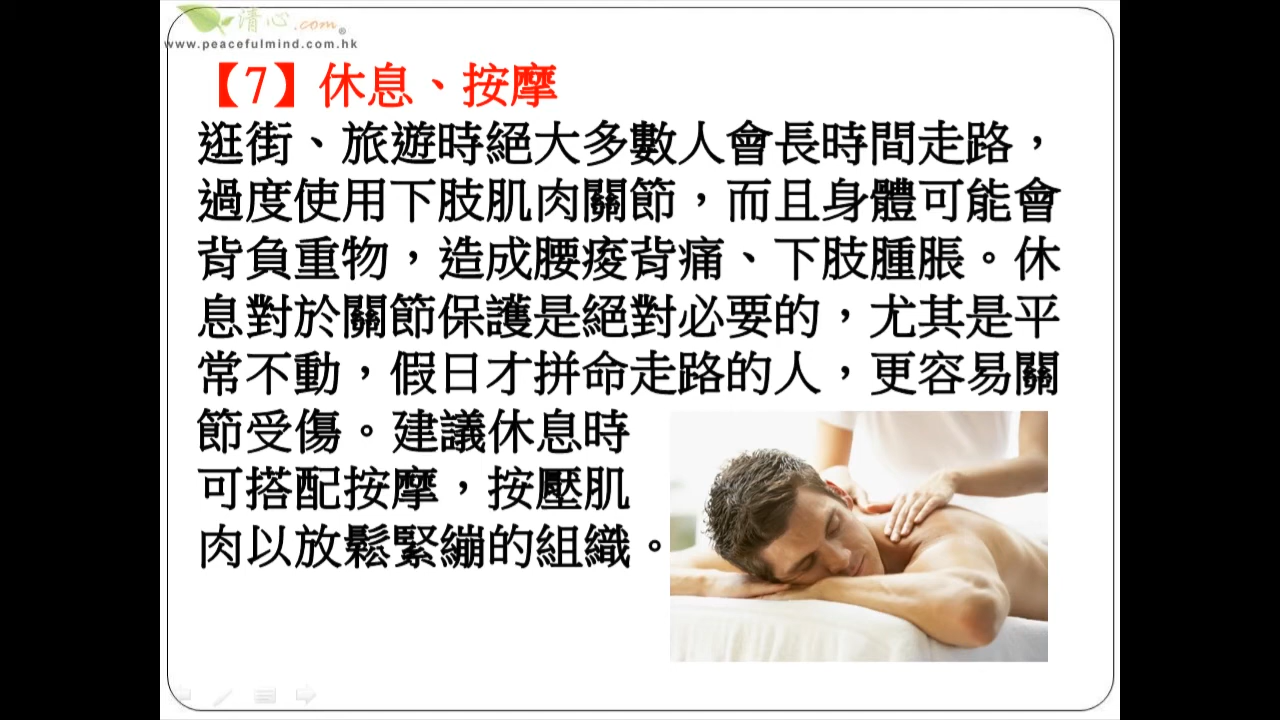 清心.com®
www.peacefulmind.com.hk
【7】休息、按摩
逛街、旅遊時絕大多數人會長時間走路，
過度使用下肢肌肉關節，而且身體可能會
背負重物，造成腰痠背痛、下肢腫脹。休
息對於關節保護是絕對必要的，尤其是平
常不動，假日才拼命走路的人，更容易關
節受傷。建議休息時
可搭配按摩，按壓肌
肉以放鬆緊繃的組織。